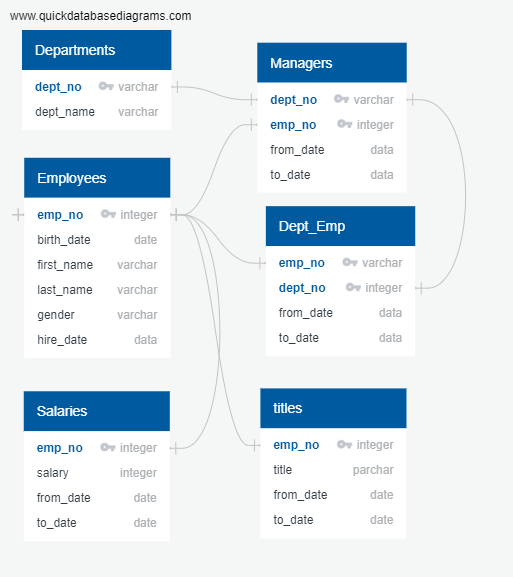 www.quickdatabasediagrams.com
Departments
dept_no varchar
dept_name varchar
Managers
dept_no varchar
emp_no integer
from_date data
to_date data
Employees
emp_no integer
birth_date date
first_name varchar
last_name varchar
gender varchar
hire_date data
Dept_Emp
emp_no varchar
dept_no integer
from_date data
to_date data
Salaries
emp_no integer
salary integer
from_date date
to_date date
titles
emp_no integer
title parchar
from_date date
to_date date